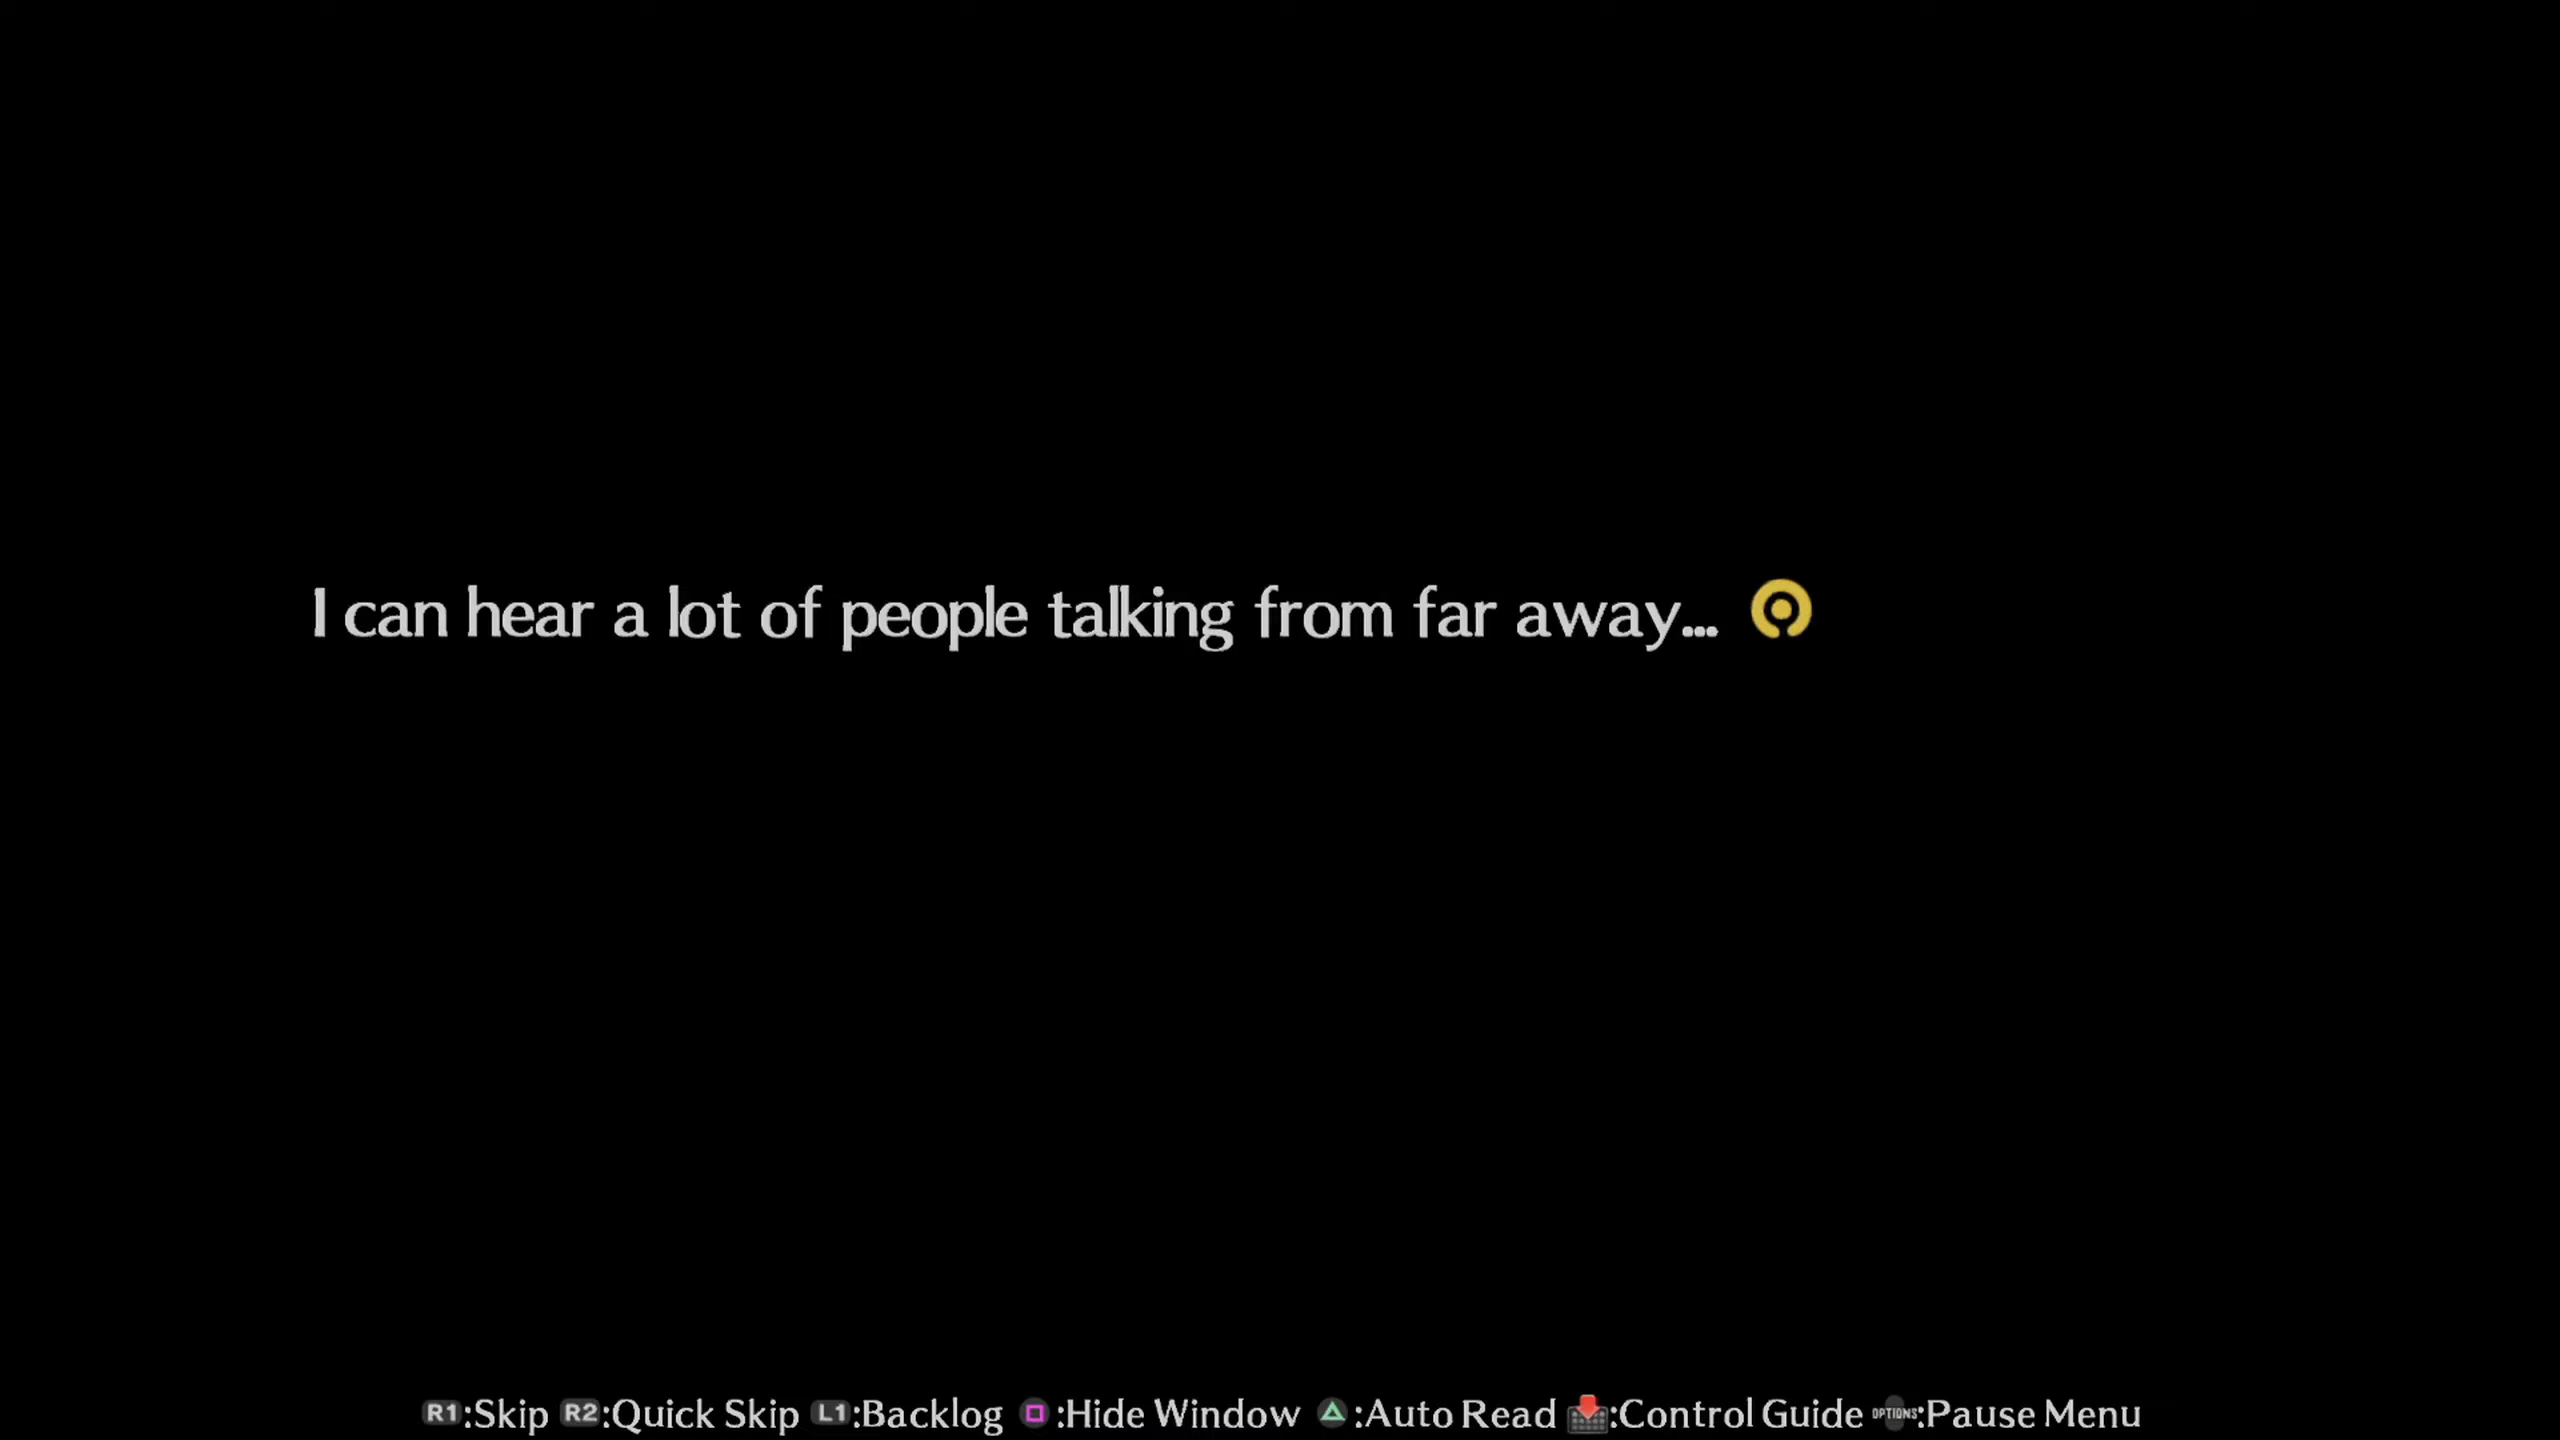 I can hear a lot of people talking from far away...
R1:Skip R2:Quick Skip L1:Backlog :Hide Window :Auto Read :Control Guide OPTIONS:Pause Menu